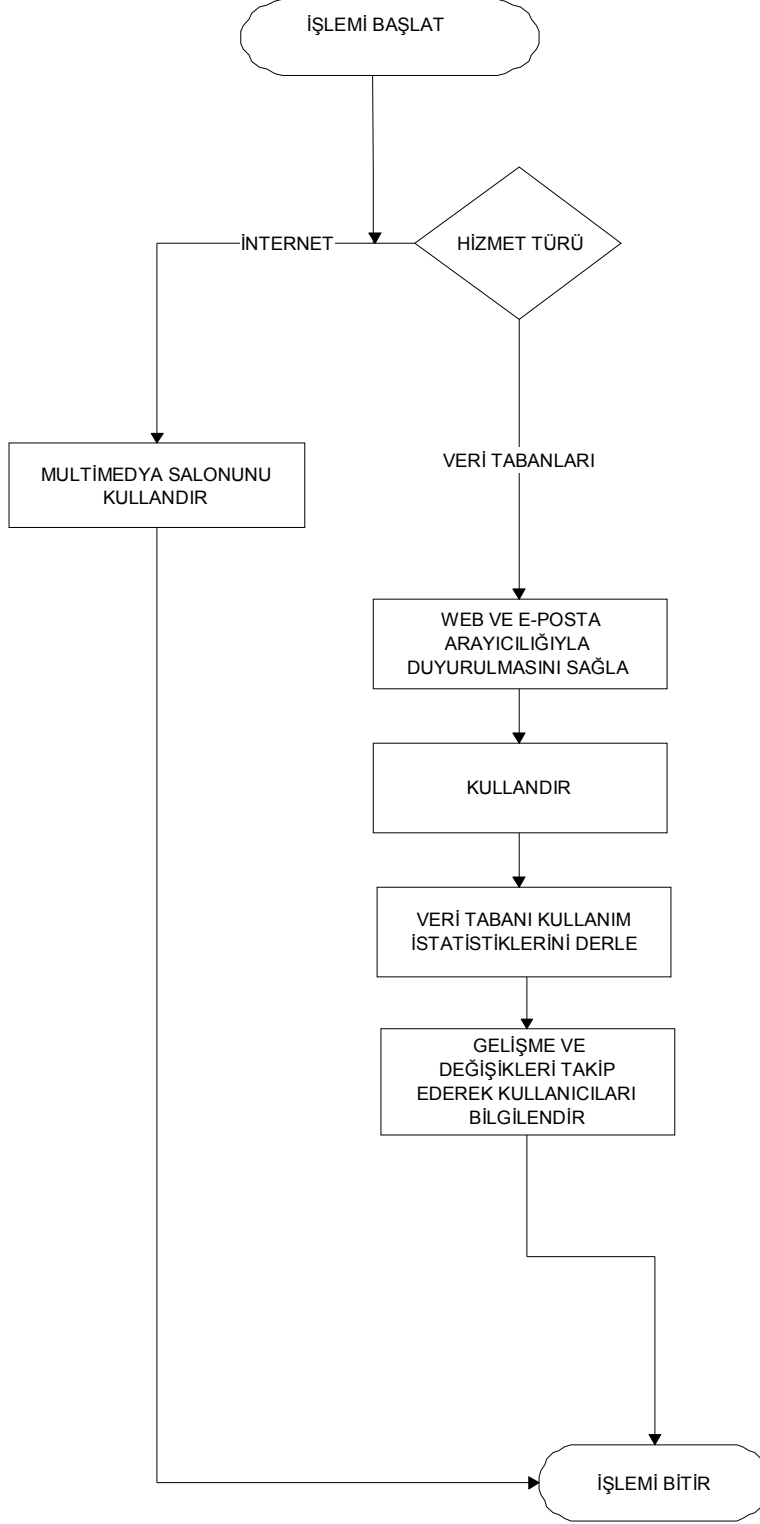 İŞLEMİ BAŞLAT
İNTERNET
HİZMET TÜRÜ
MULTİMEDYA SALONUNU
KULLANDIR
VERİ TABANLARI
WEB VE E-POSTA
ARAYICILIĞIYLA
DUYURULMASINI SAĞLA
KULLANDIR
VERİ TABANI KULLANIM
İSTATİSTİKLERİNİ DERLE
GELİŞME VE
DEĞİŞİKLERİ TAKİP
EDEREK KULLANICILARI
BİLGİLENDİR
İŞLEMİ BİTİR